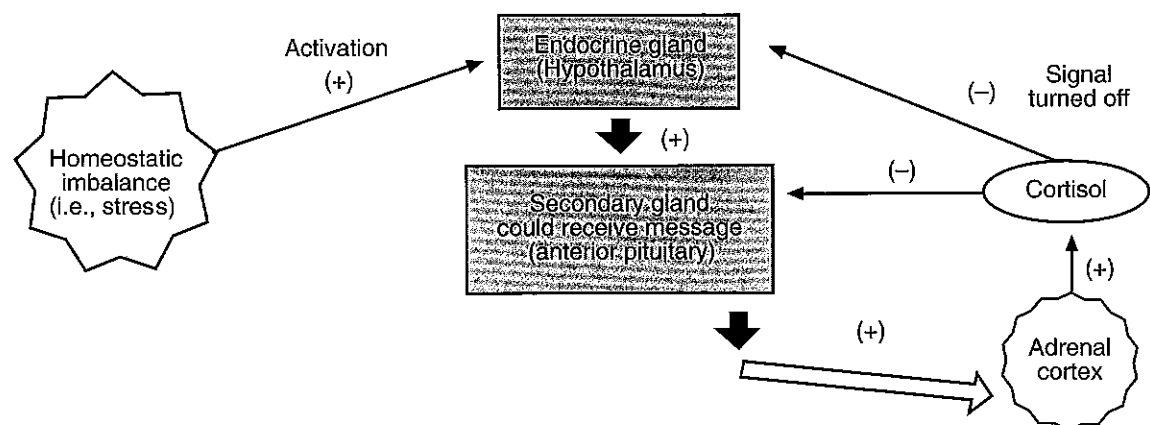 Activation
(+)
Endocrine gland
(Hypothalamus)
Signal
turned off
(–)
(+)
Homeostatic
imbalance
(i.e., stress)
Secondary gland
could receive message
(anterior pituitary)
(–)
Cortisol
(+)
(+)
Adrenal
cortex